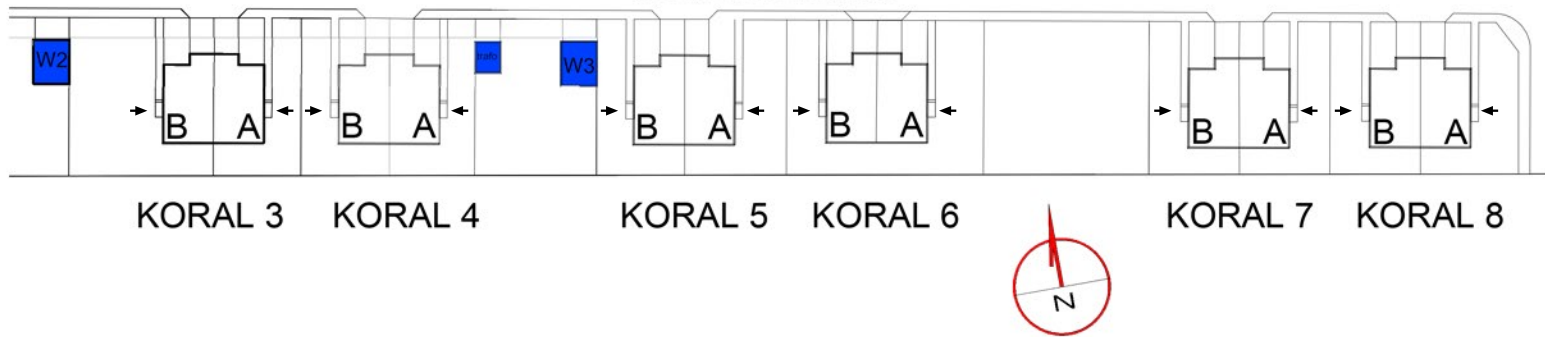 W2
trafo
W3
B A
B A
B A
B A
B A
B A
KORAL 3
KORAL 4
KORAL 5
KORAL 6
KORAL 7
KORAL 8
N